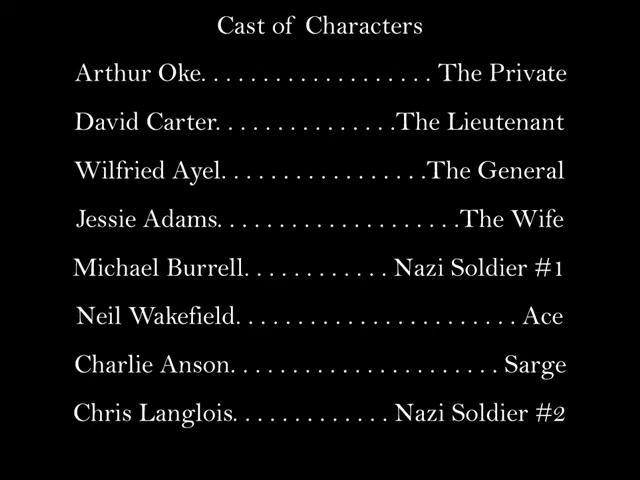 Cast of Characters
Arthur Oke. . . . . . . . . . . . . . . . . . . The Private
David Carter. . . . . . . . . . . . . . .The Lieutenant
Wilfried Ayel. . . . . . . . . . . . . . . . .The General
Jessie Adams. . . . . . . . . . . . . . . . . . . .The Wife
Michael Burrell. . . . . . . . . . . . Nazi Soldier #1
Neil Wakefield. . . . . . . . . . . . . . . . . . . . . . . Ace
Charlie Anson. . . . . . . . . . . . . . . . . . . . . . Sarge
Chris Langlois. . . . . . . . . . . . . Nazi Soldier #2